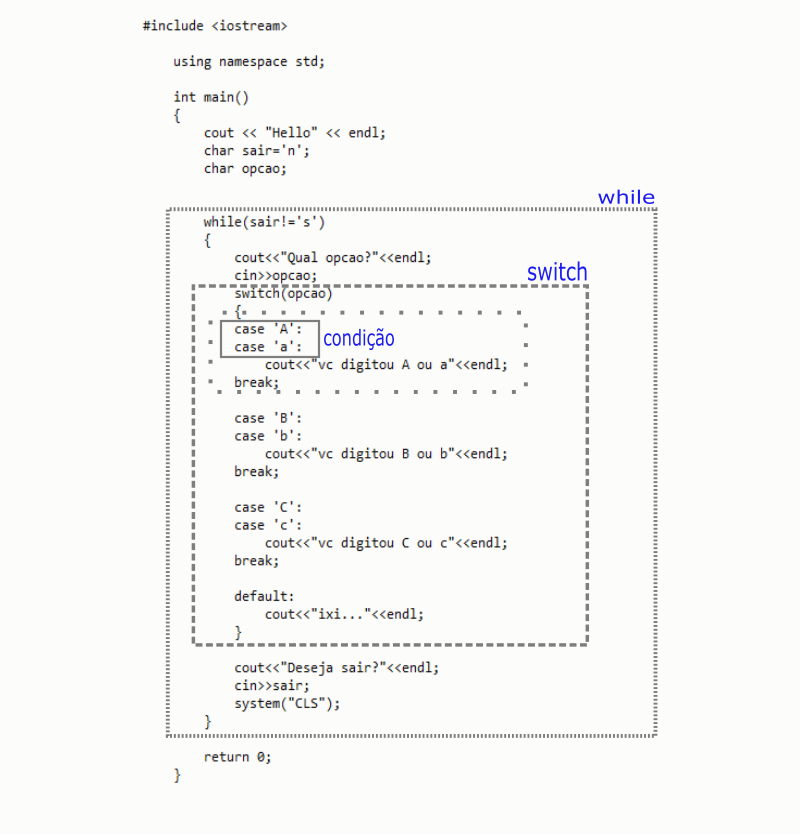 #include <iostream>
using namespace std;
int main()
{
cout << "Hello" << endl;
char sair='n';
char opcao;
while
while(sair!='s')
{
cout<<"Qual opcao?"<<endl;
cin>>opcao;
switch
switch(opcao)
{
case 'A':
condição
case 'a':
cout<<"vc digitou A ou a"<<endl;
break;
case 'B':
case 'b':
cout<<"vc digitou B ou b"<<endl;
break;
case 'C':
case 'c':
cout<<"vc digitou C ou c"<<endl;
break;
default:
cout<<"ixi..."<<endl;
}
cout<<"Deseja sair?"<<endl;
cin>>sair;
system("CLS");
}
return 0;
}